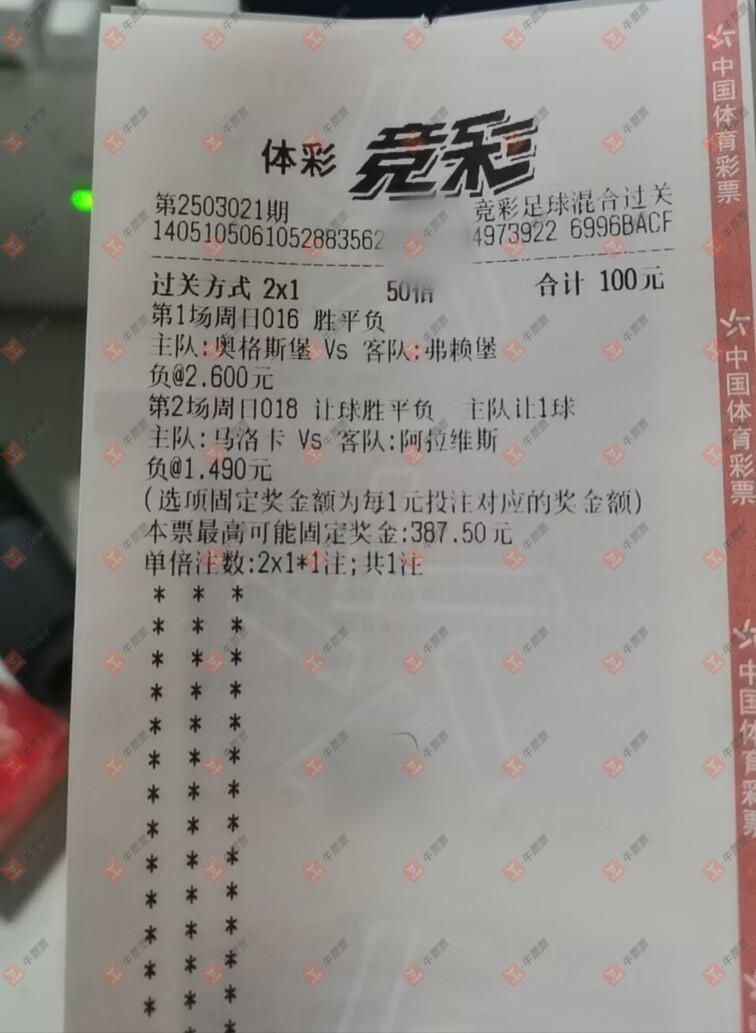 体彩 竞彩
第2503021期 竞彩足球混合过关
1405105061052883562 4973922 6996BACF
过关方式 2x1 50倍 合计 100元
第1场周日016 胜平负
主队:奥格斯堡 Vs 客队:弗赖堡
负@2.600元
第2场周日018 让球胜平负 主队让1球
主队:马洛卡 Vs 客队:阿拉维斯
负@1.490元
(选项固定奖金额为每1元投注对应的奖金额)
本票最高可能固定奖金:387.50元
单倍注数:2x1*1注;共1注
* * *
* * *
* * *
* * *
* * *
* * *
* * *
* * *
* * *
* * *
* * *
* * *
* * *
中国体育彩票
中国体育彩票
中国体育彩票
牛票票